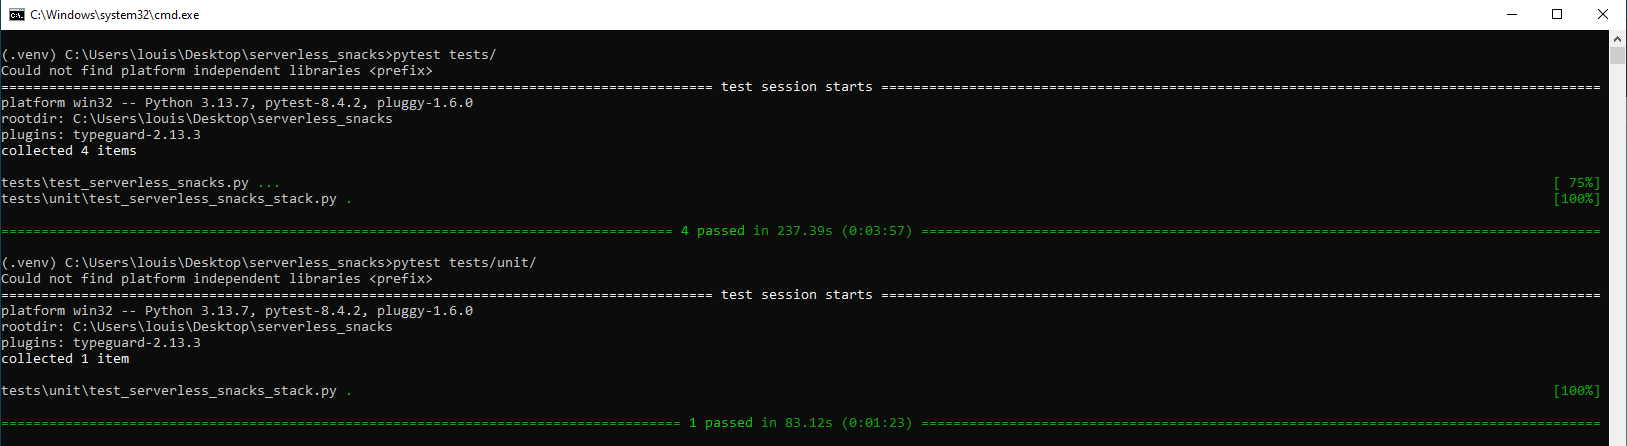 C:\Windows\system32\cmd.exe
(.venv) C:\Users\louis\Desktop\serverless_snacks>pytest tests/
Could not find platform independent libraries <prefix>
========================================================================================= test session starts ==========================================================================================
platform win32 -- Python 3.13.7, pytest-8.4.2, pluggy-1.6.0
rootdir: C:\Users\louis\Desktop\serverless_snacks
plugins: typeguard-2.13.3
collected 4 items
tests\test_serverless_snacks.py ... [ 75%]
tests\unit\test_serverless_snacks_stack.py . [100%]
==================================================================================== 4 passed in 237.39s (0:03:57) =====================================================================================
(.venv) C:\Users\louis\Desktop\serverless_snacks>pytest tests/unit/
Could not find platform independent libraries <prefix>
========================================================================================= test session starts ==========================================================================================
platform win32 -- Python 3.13.7, pytest-8.4.2, pluggy-1.6.0
rootdir: C:\Users\louis\Desktop\serverless_snacks
plugins: typeguard-2.13.3
collected 1 item
tests\unit\test_serverless_snacks_stack.py . [100%]
===================================================================================== 1 passed in 83.12s (0:01:23) =====================================================================================